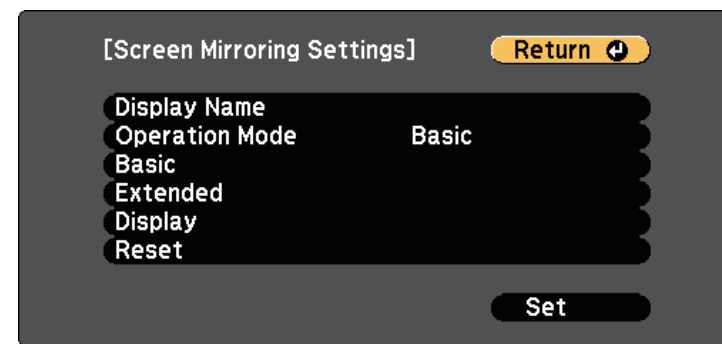 [Screen Mirroring Settings] Return
Display Name
Operation Mode Basic
Basic
Extended
Display
Reset
Set